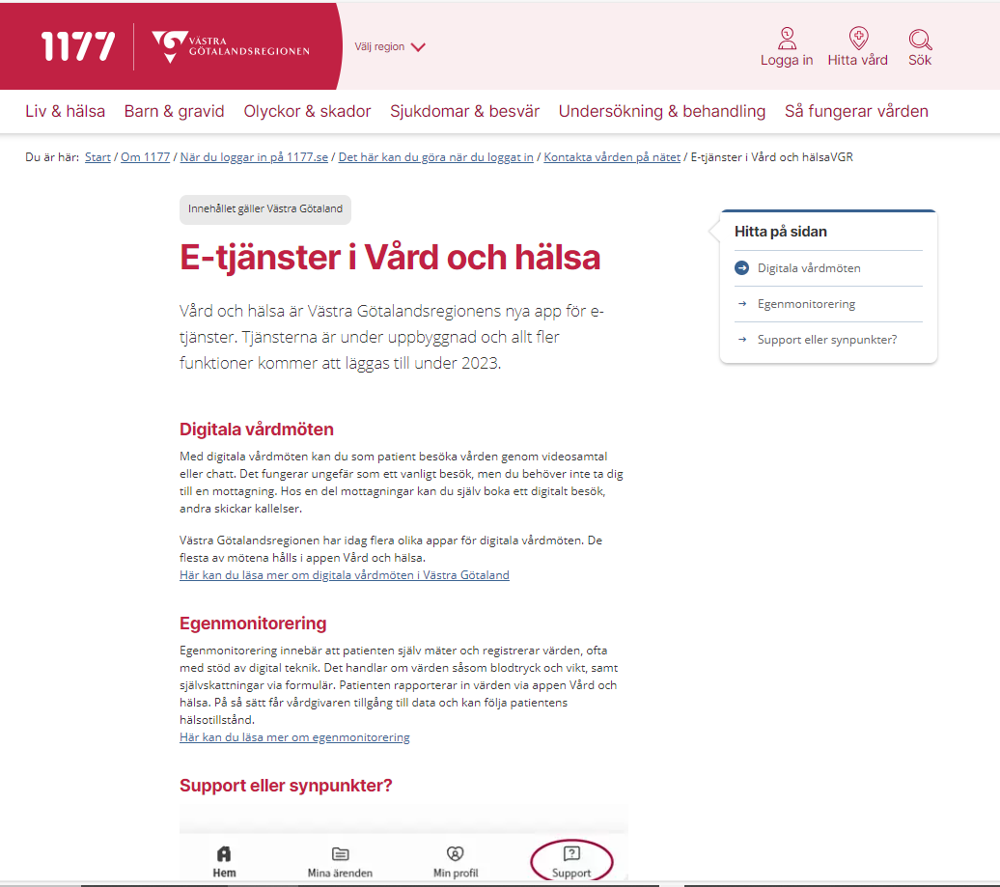 1177
VÄSTRA
GÖTALANDSREGIONEN
Välj region
Logga in
Hitta vård
Sök
Liv & hälsa
Barn & gravid
Olyckor & skador
Sjukdomar & besvär
Undersökning & behandling
Så fungerar vården
Du är här: Start / Om 1177 / När du loggar in på 1177.se / Det här kan du göra när du loggat in / Kontakta vården på nätet / E-tjänster i Vård och hälsaVGR
Innehållet gäller Västra Götaland
E-tjänster i Vård och hälsa
Vård och hälsa är Västra Götalandsregionens nya app för e-
tjänster. Tjänsterna är under uppbyggnad och allt fler
funktioner kommer att läggas till under 2023.
Hitta på sidan
Digitala vårdmöten
Egenmonitorering
Support eller synpunkter?
Digitala vårdmöten
Med digitala vårdmöten kan du som patient besöka vården genom videosamtal
eller chatt. Det fungerar ungefär som ett vanligt besök, men du behöver inte ta dig
till en mottagning. Hos en del mottagningar kan du själv boka ett digitalt besök,
andra skickar kallelser.
Västra Götalandsregionen har idag flera olika appar för digitala vårdmöten. De
flesta av mötena hålls i appen Vård och hälsa.
Här kan du läsa mer om digitala vårdmöten i Västra Götaland
Egenmonitorering
Egenmonitorering innebär att patienten själv mäter och registrerar värden, ofta
med stöd av digital teknik. Det handlar om värden såsom blodtryck och vikt, samt
självskattningar via formulär. Patienten rapporterar in värden via appen Vård och
hälsa. På så sätt får vårdgivaren tillgång till data och kan följa patientens
hälsotillstånd.
Här kan du läsa mer om egenmonitorering
Support eller synpunkter?
Hem
Mina ärenden
Min profil
Support